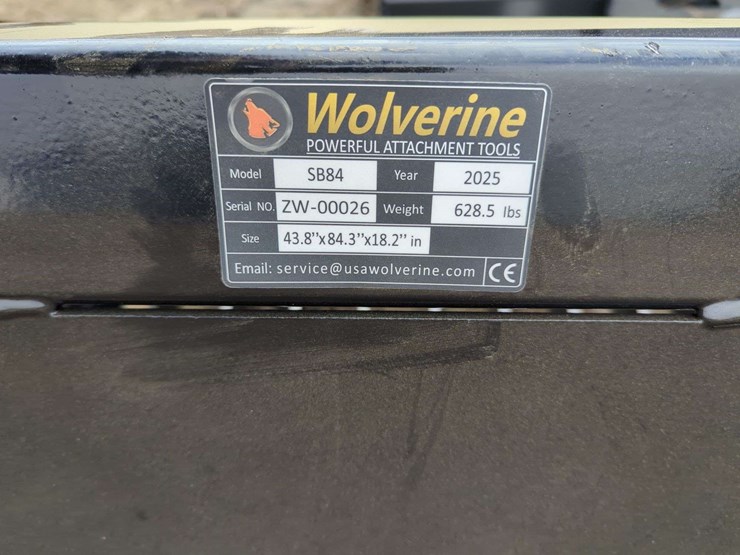 Wolverine
POWERFUL ATTACHMENT TOOLS
Model SB84 Year 2025
Serial NO. ZW-00026 Weight 628.5 lbs
Size 43.8''x84.3''x18.2'' in
Email: service@usawolverine.com CE